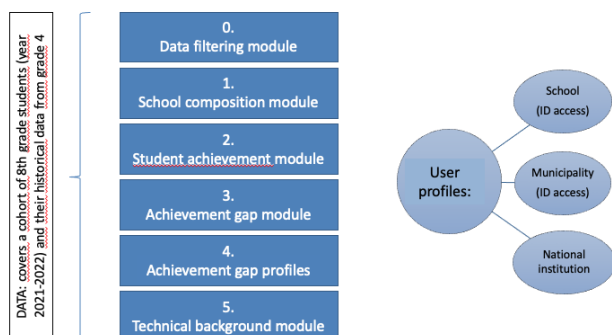 DATA: covers a cohort of 8th grade students (year
2021-2022) and their historical data from grade 4
0.
Data filtering module
1.
School composition module
2.
Student achievement module
3.
Achievement gap module
4.
Achievement gap profiles
5.
Technical background module
User
profiles:
School
(ID access)
Municipality
(ID access)
National
institution